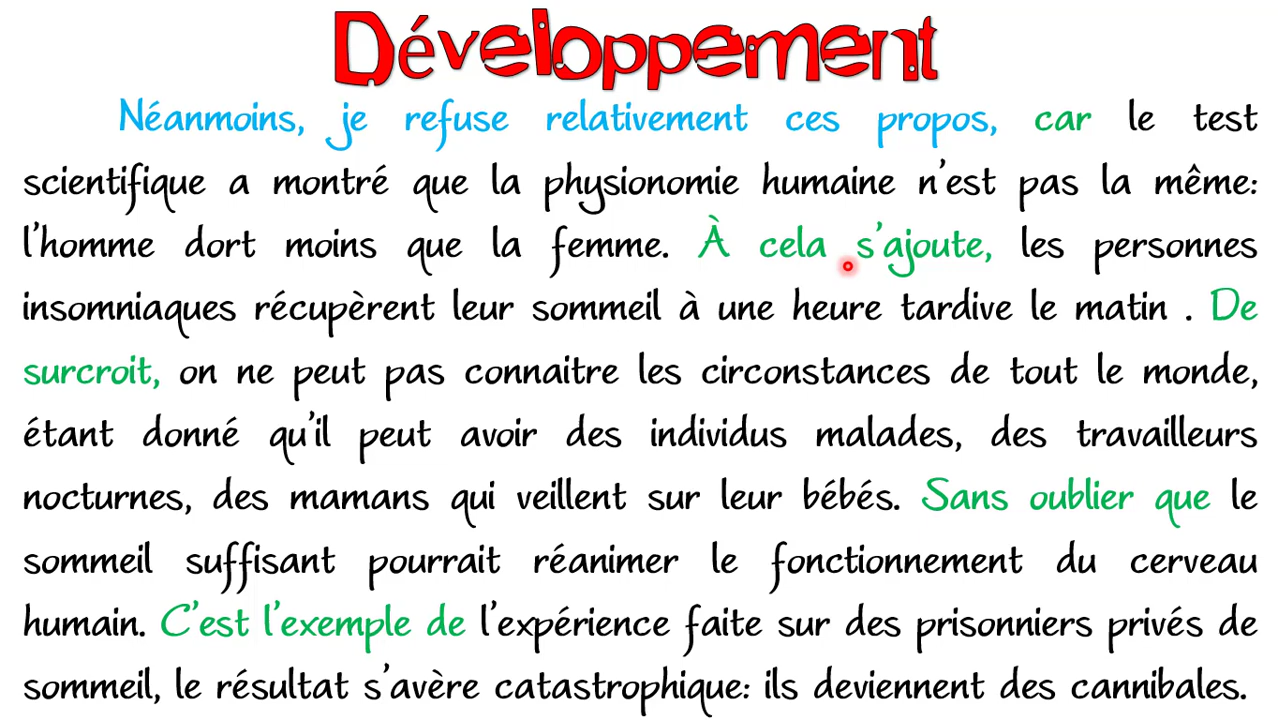 Développement
Néanmoins, je refuse relativement ces propos, car le test
scientifique a montré que la physionomie humaine n'est pas la même:
l'homme dort moins que la femme. À cela s'ajoute, les personnes
insomniaques récupèrent leur sommeil à une heure tardive le matin . De
surcroit, on ne peut pas connaitre les circonstances de tout le monde,
étant donné qu'il peut avoir des individus malades, des travailleurs
nocturnes, des mamans qui veillent sur leur bébés. Sans oublier que le
sommeil suffisant pourrait réanimer le fonctionnement du cerveau
humain. C'est l'exemple de l'expérience faite sur des prisonniers privés de
sommeil, le résultat s'avère catastrophique: ils deviennent des cannibales.